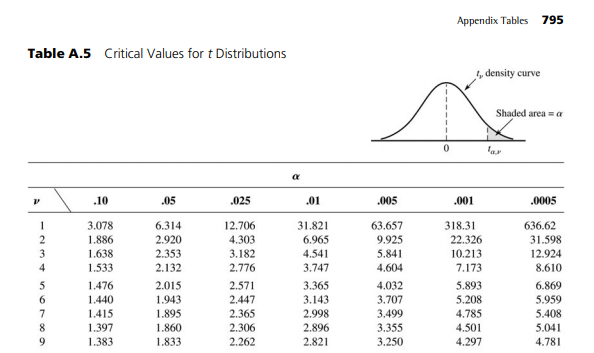 Appendix Tables 795
Table A.5 Critical Values for t Distributions
tν density curve
Shaded area = α
0 tα,ν
α
ν .10 .05 .025 .01 .005 .001 .0005
1 3.078 6.314 12.706 31.821 63.657 318.31 636.62
2 1.886 2.920 4.303 6.965 9.925 22.326 31.598
3 1.638 2.353 3.182 4.541 5.841 10.213 12.924
4 1.533 2.132 2.776 3.747 4.604 7.173 8.610
5 1.476 2.015 2.571 3.365 4.032 5.893 6.869
6 1.440 1.943 2.447 3.143 3.707 5.208 5.959
7 1.415 1.895 2.365 2.998 3.499 4.785 5.408
8 1.397 1.860 2.306 2.896 3.355 4.501 5.041
9 1.383 1.833 2.262 2.821 3.250 4.297 4.781